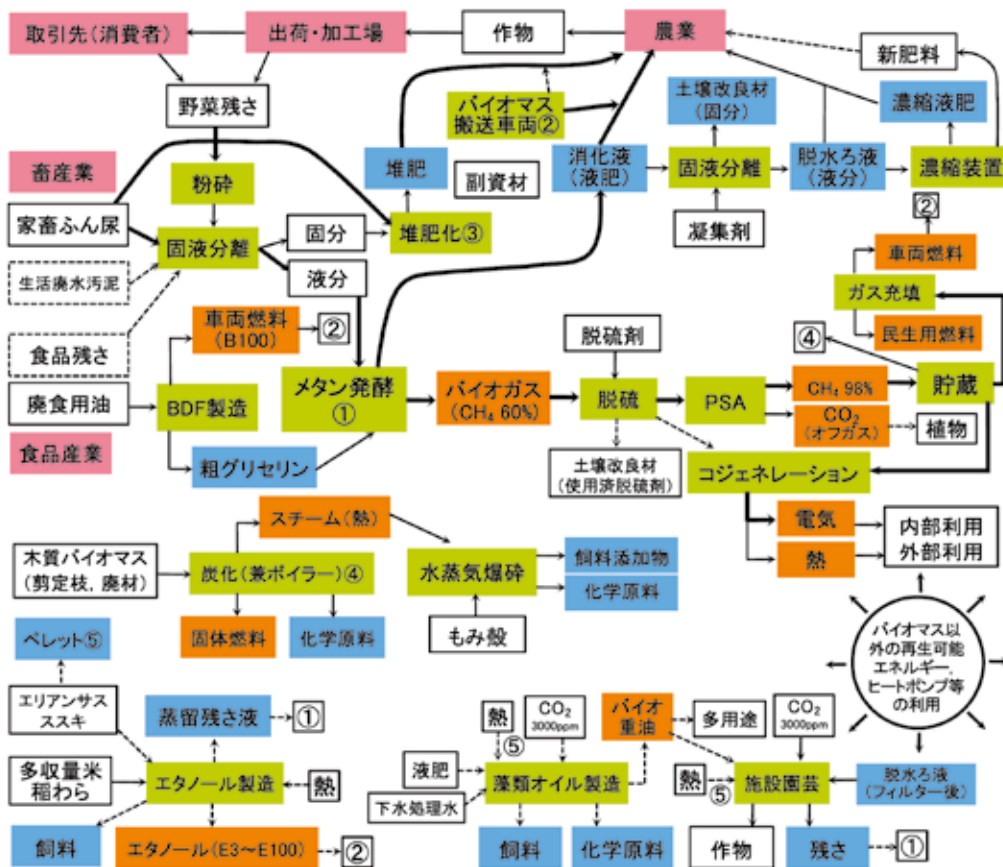 取引先(消費者)
出荷・加工場
作物
農業
新肥料
野菜残さ
バイオマス
搬送車両②
土壌改良材
(固分)
濃縮液肥
畜産業
粉砕
堆肥
副資材
消化液
(液肥)
固液分離
脱水ろ液
(液分)
濃縮装置
家畜ふん尿
固液分離
固分
堆肥化③
凝集剤
②
生活廃水汚泥
液分
車両燃料
ガス充填
食品残さ
車両燃料
(B100)
②
脱硫剤
④
民生用燃料
廃食用油
BDF製造
メタン発酵
①
バイオガス
(CH₄ 60%)
脱硫
PSA
CH₄ 98%
貯蔵
CO₂
(オフガス)
植物
食品産業
粗グリセリン
土壌改良材
(使用済脱硫剤)
コジェネレーション
スチーム(熱)
電気
内部利用
外部利用
熱
木質バイオマス
(剪定枝, 廃材)
炭化(兼ボイラー)④
水蒸気爆砕
飼料添加物
化学原料
固体燃料
化学原料
もみ殻
バイオマス以
外の再生可能
エネルギー,
ヒートポンプ等
の利用
ペレット⑤
エリアンサス
ススキ
蒸留残さ液
①
熱
⑤
CO₂
3000ppm
バイオ
重油
多用途
CO₂
3000ppm
多収量米
稲わら
エタノール製造
熱
液肥
下水処理水
藻類オイル製造
熱
⑤
施設園芸
脱水ろ液
(フィルター後)
飼料
エタノール(E3~E100)
②
飼料
化学原料
作物
残さ
①